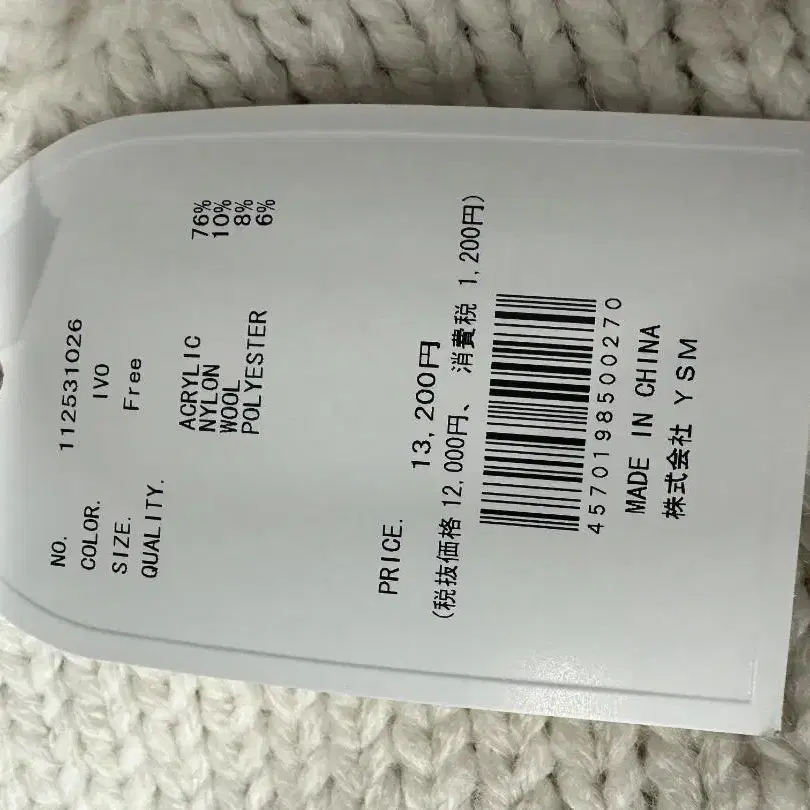 NO. 112531026
COLOR. IVO
SIZE. Free
QUALITY. ACRYLIC 76%
NYLON 10%
WOOL 8%
POLYESTER 6%
PRICE. 13,200円
(税抜価格 12,000円、 消費税 1,200円)
4570198500270
MADE IN CHINA
株式会社 YSM